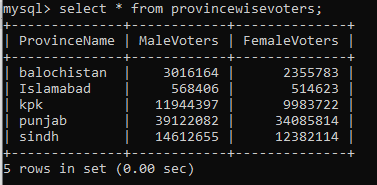 mysql> select * from provincewisevoters;
+--------------+------------+--------------+
| ProvinceName | MaleVoters | FemaleVoters |
+--------------+------------+--------------+
| balochistan  |    3016164 |      2355783 |
| Islamabad    |     568406 |       514623 |
| kpk          |   11944397 |      9983722 |
| punjab       |   39122082 |     34085814 |
| sindh        |   14612655 |     12382114 |
+--------------+------------+--------------+
5 rows in set (0.00 sec)